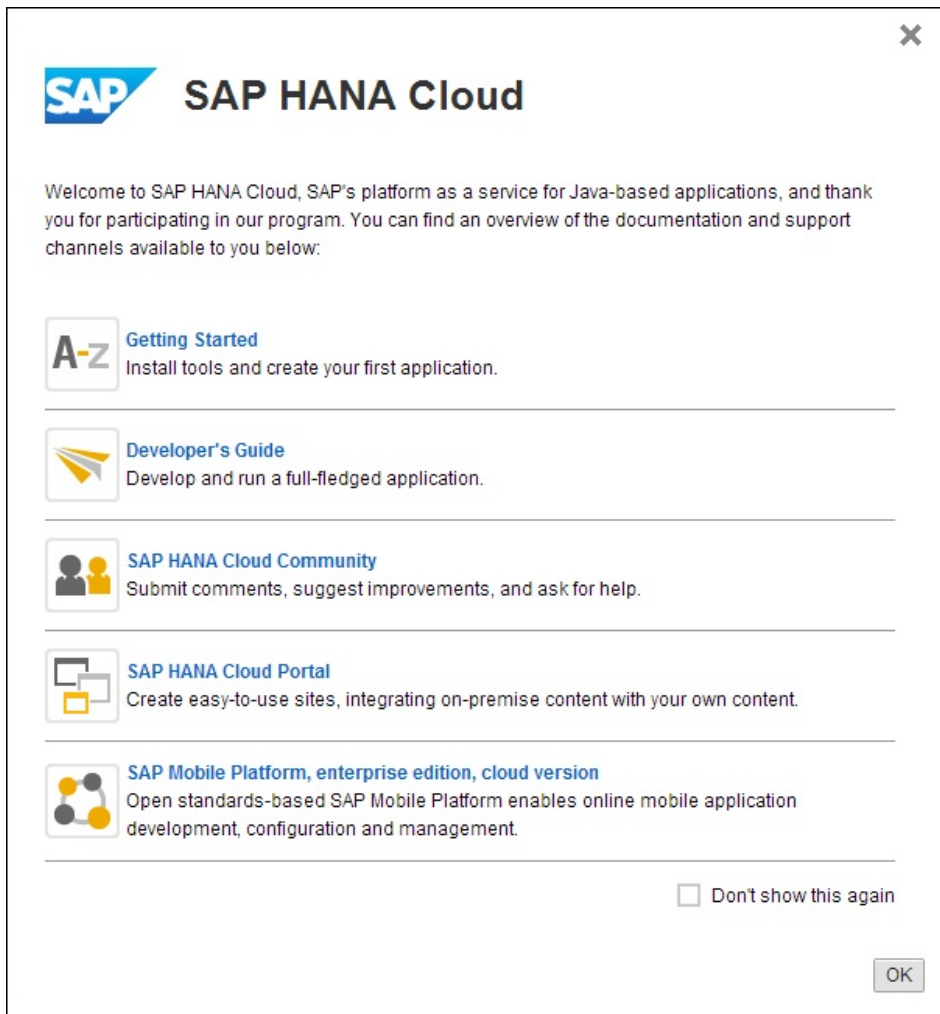 SAP SAP HANA Cloud
Welcome to SAP HANA Cloud, SAP's platform as a service for Java-based applications, and thank
you for participating in our program. You can find an overview of the documentation and support
channels available to you below:
A-z
Getting Started
Install tools and create your first application.
Developer's Guide
Develop and run a full-fledged application.
SAP HANA Cloud Community
Submit comments, suggest improvements, and ask for help.
SAP HANA Cloud Portal
Create easy-to-use sites, integrating on-premise content with your own content.
SAP Mobile Platform, enterprise edition, cloud version
Open standards-based SAP Mobile Platform enables online mobile application
development, configuration and management.
Don't show this again
OK